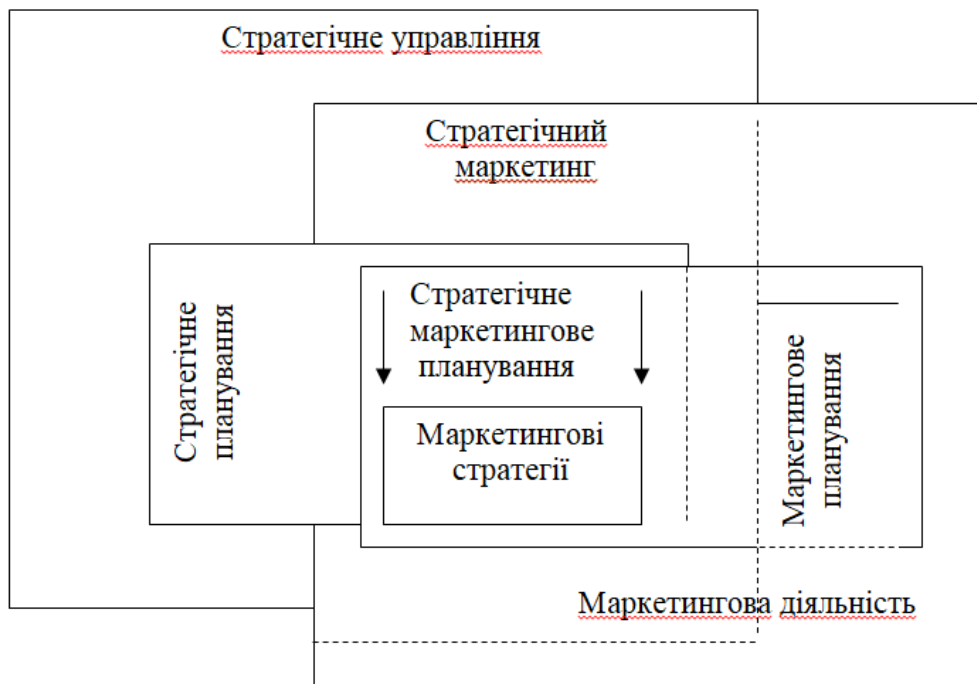 Стратегічне управління
Стратегічний
маркетинг
Стратегічне
планування
Стратегічне
маркетингове
планування
Маркетингові
стратегії
Маркетингове
планування
Маркетингова діяльність